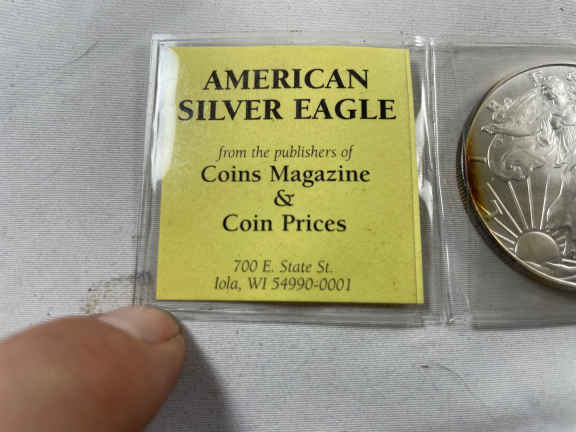 AMERICAN
SILVER EAGLE
from the publishers of
Coins Magazine
&
Coin Prices
700 E. State St.
Iola, WI 54990-0001